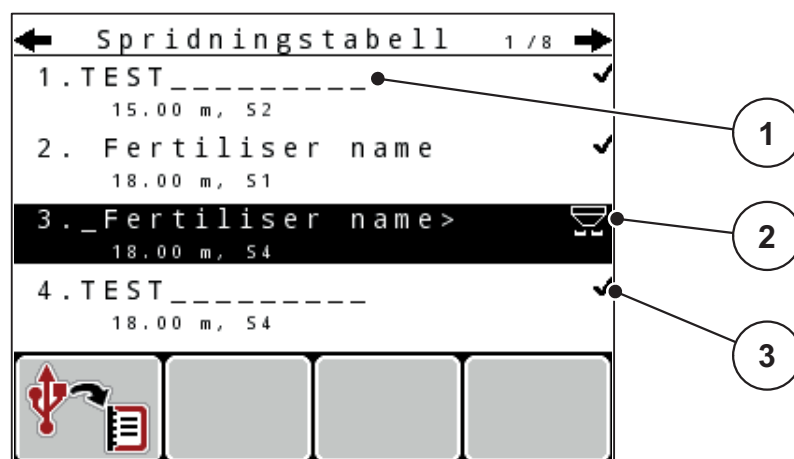 Spridningstabell 1/8
1.TEST_________
15.00 m, S2
2. Fertiliser name
18.00 m, S1
3._Fertiliser name>
18.00 m, S4
4.TEST_________
18.00 m, S4
1
2
3